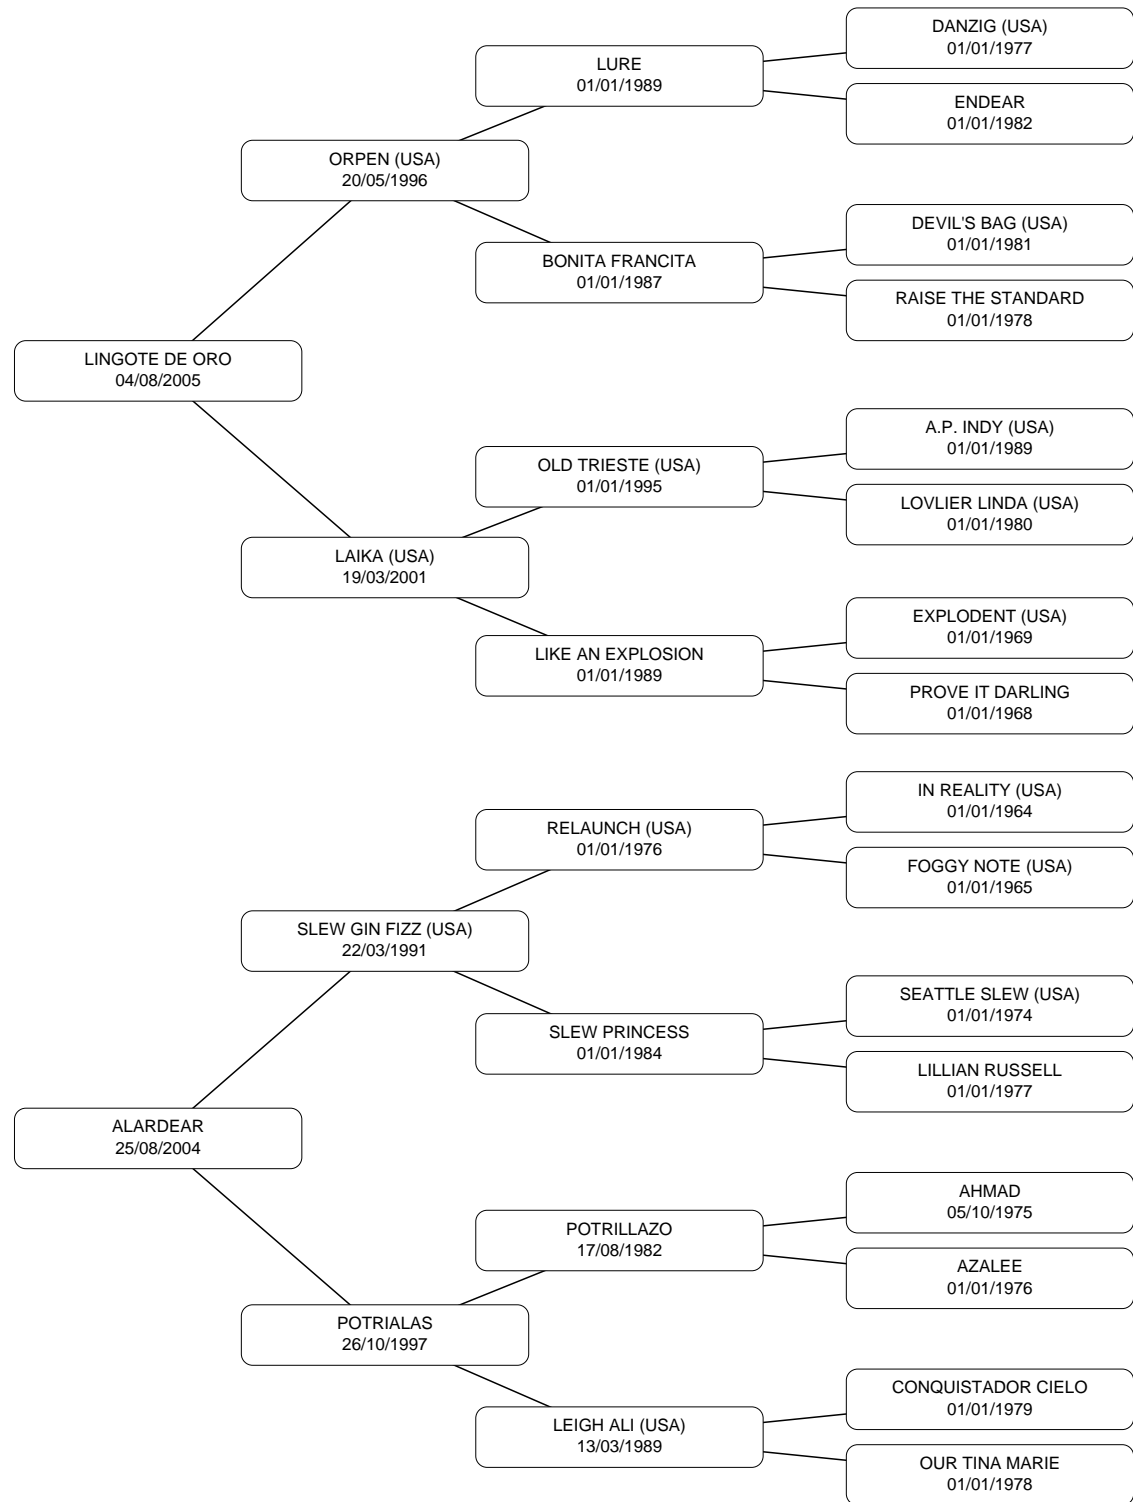 DANZIG (USA)
01/01/1977
LURE
01/01/1989
ENDEAR
01/01/1982
ORPEN (USA)
20/05/1996
DEVIL'S BAG (USA)
01/01/1981
BONITA FRANCITA
01/01/1987
RAISE THE STANDARD
01/01/1978
LINGOTE DE ORO
04/08/2005
A.P. INDY (USA)
01/01/1989
OLD TRIESTE (USA)
01/01/1995
LOVLIER LINDA (USA)
01/01/1980
LAIKA (USA)
19/03/2001
EXPLODENT (USA)
01/01/1969
LIKE AN EXPLOSION
01/01/1989
PROVE IT DARLING
01/01/1968
IN REALITY (USA)
01/01/1964
RELAUNCH (USA)
01/01/1976
FOGGY NOTE (USA)
01/01/1965
SLEW GIN FIZZ (USA)
22/03/1991
SEATTLE SLEW (USA)
01/01/1974
SLEW PRINCESS
01/01/1984
LILLIAN RUSSELL
01/01/1977
ALARDEAR
25/08/2004
AHMAD
05/10/1975
POTRILLAZO
17/08/1982
AZALEE
01/01/1976
POTRIALAS
26/10/1997
CONQUISTADOR CIELO
01/01/1979
LEIGH ALI (USA)
13/03/1989
OUR TINA MARIE
01/01/1978